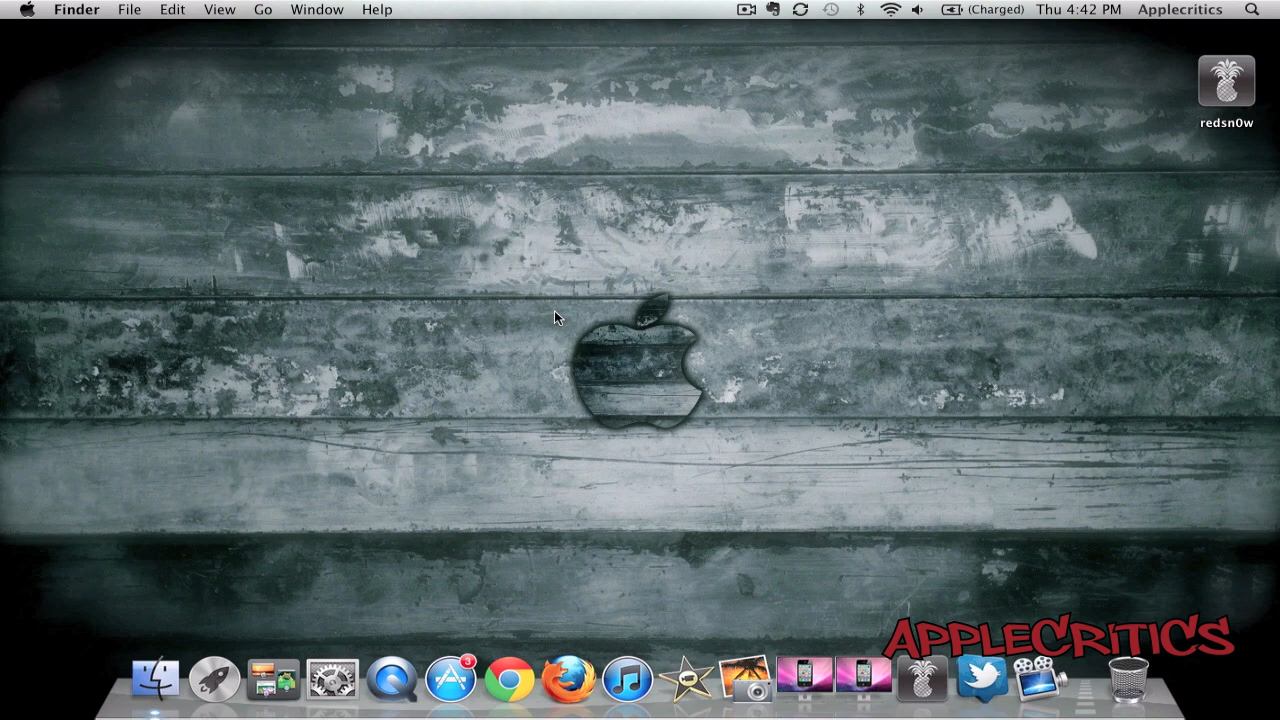 Finder File Edit View Go Window Help (Charged) Thu 4:42 PM Applecritics
redsn0w
APPLECRITICS
3